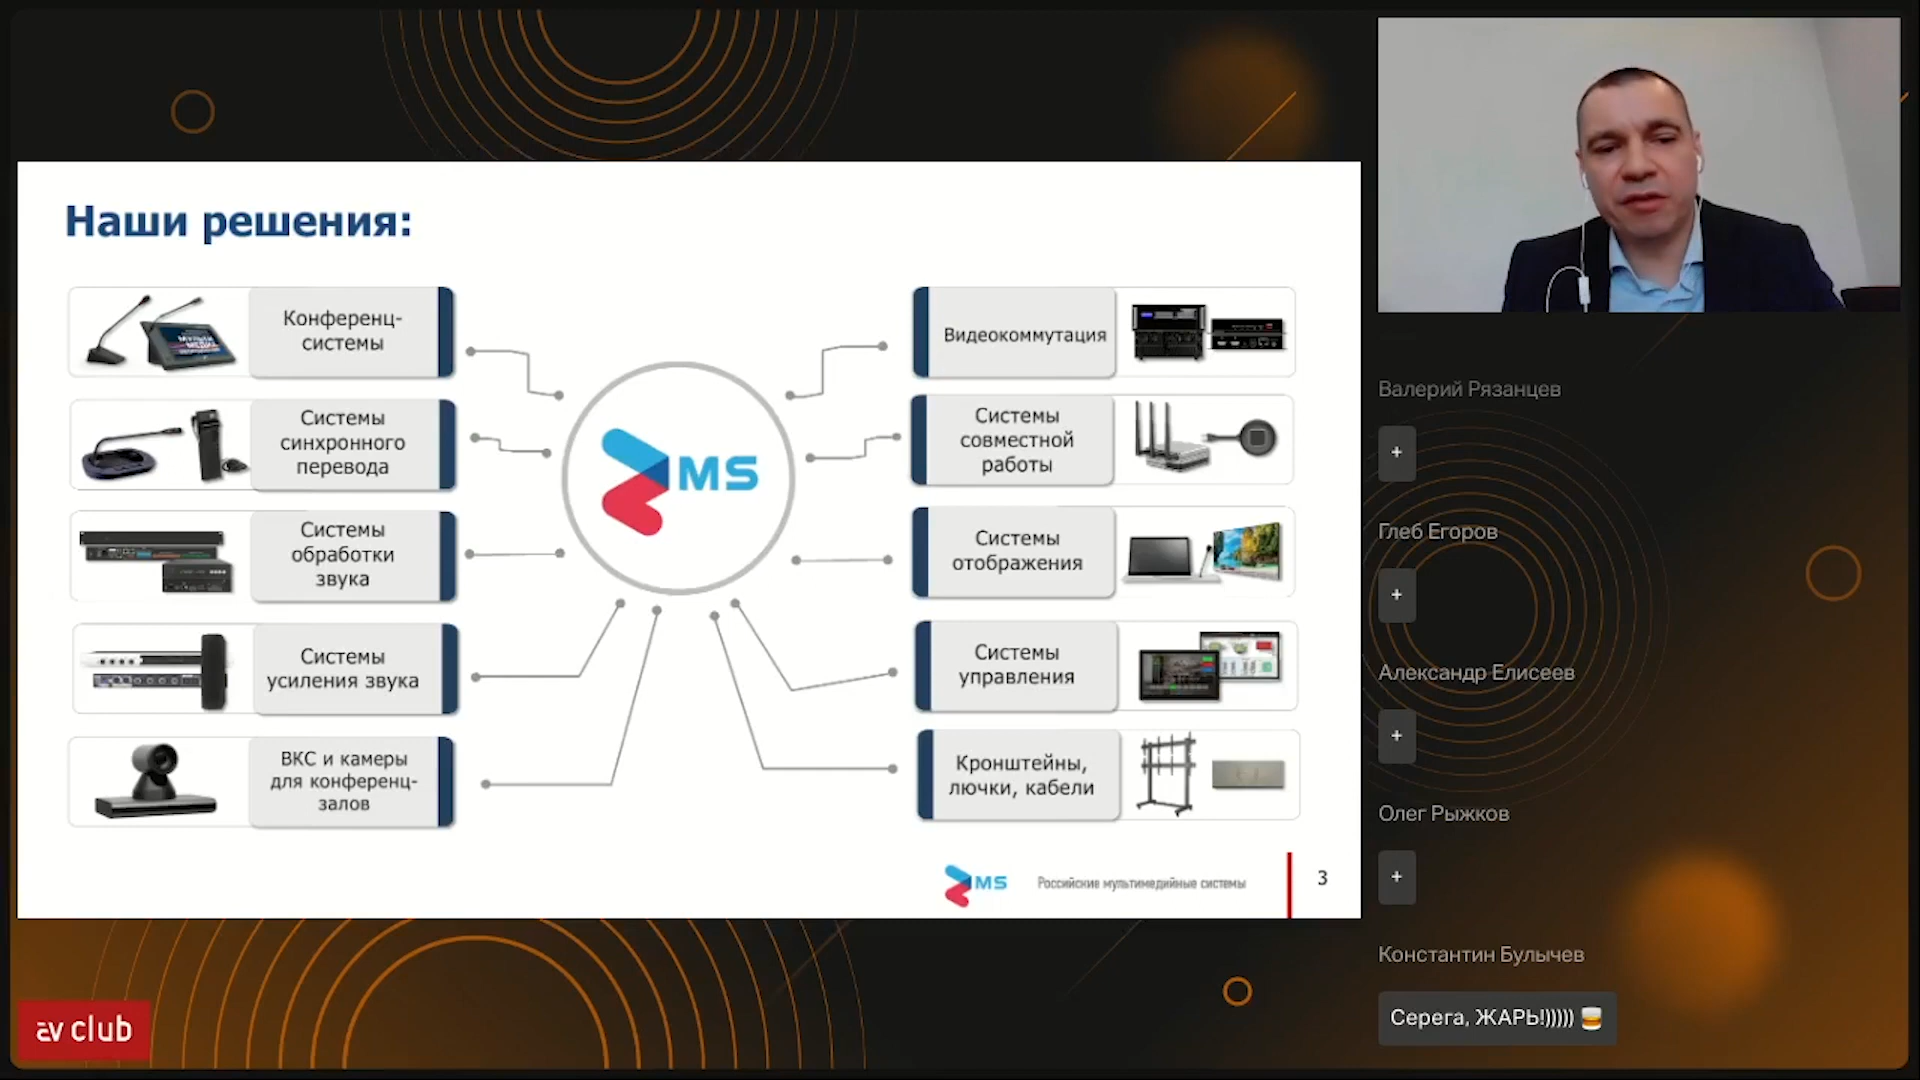 Наши решения:
Конференц-
системы
Системы
синхронного
перевода
Системы
обработки
звука
Системы
усиления звука
ВКС и камеры
для конференц-
залов
MS
Видеокоммутация
Системы
совместной
работы
Системы
отображения
Системы
управления
Кронштейны,
лючки, кабели
MS
Российские мультимедийные системы
3
av club
Валерий Рязанцев
+
Глеб Егоров
+
Александр Елисеев
+
Олег Рыжков
+
Константин Булычев
Серега, ЖАРЬ!))))) 🥃